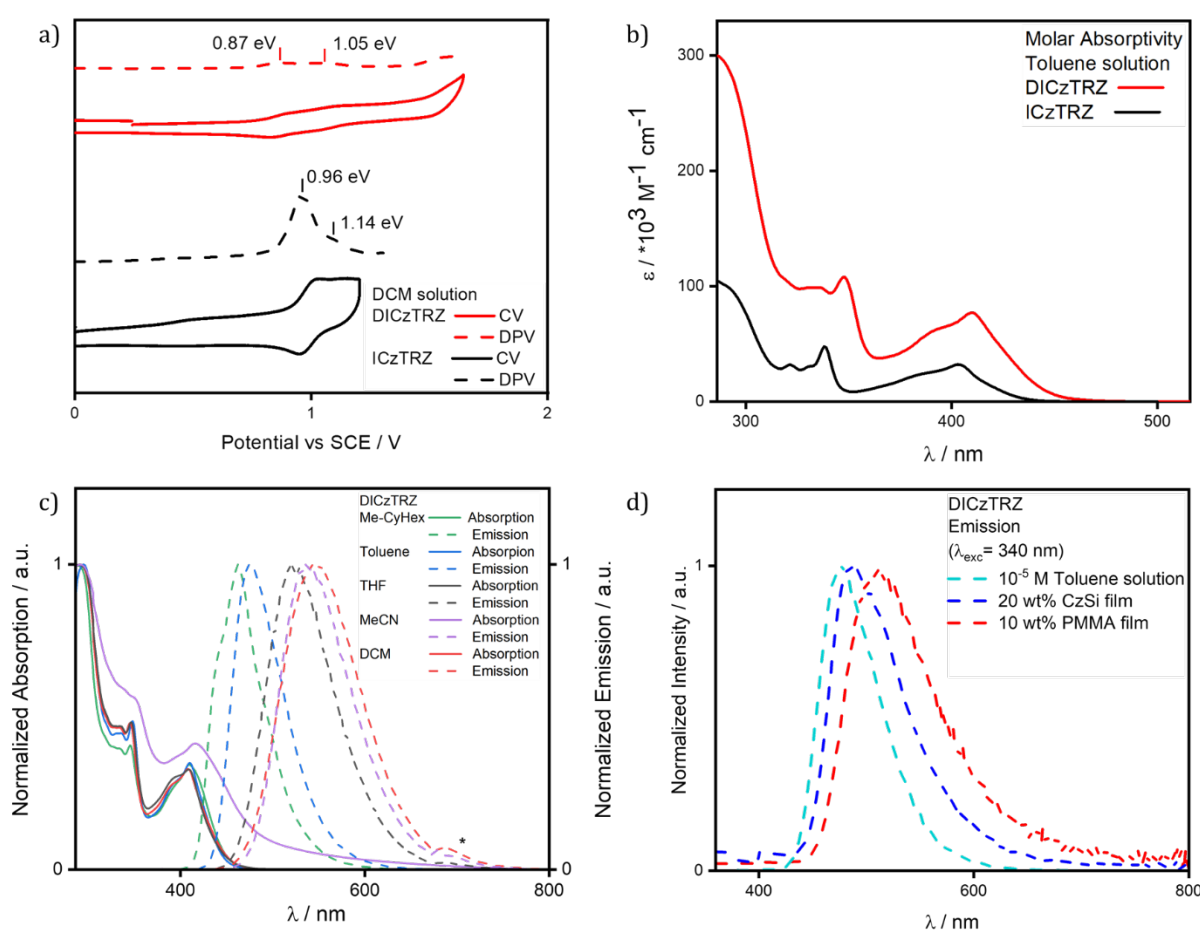 a)
0.87 eV
1.05 eV
0.96 eV
1.14 eV
DCM solution
DICzTRZ CV
DPV
ICzTRZ CV
DPV
0 1 2
Potential vs SCE / V
b)
Molar Absorptivity
Toluene solution
DICzTRZ
ICzTRZ
300
200
100
0
ε / *10³ M⁻¹ cm⁻¹
300 400 500
λ / nm
c)
DICzTRZ
Me-CyHex Absorption
Emission
Toluene Absorpion
Emission
THF Absorption
Emission
MeCN Absorption
Emission
DCM Absorption
Emission
*
1
0
Normalized Absorption / a.u.
1
0
Normalized Emission / a.u.
400 600 800
λ / nm
d)
DICzTRZ
Emission
(λexc= 340 nm)
10⁻⁵ M Toluene solution
20 wt% CzSi film
10 wt% PMMA film
1
0
Normalized Intensity / a.u.
400 600 800
λ / nm